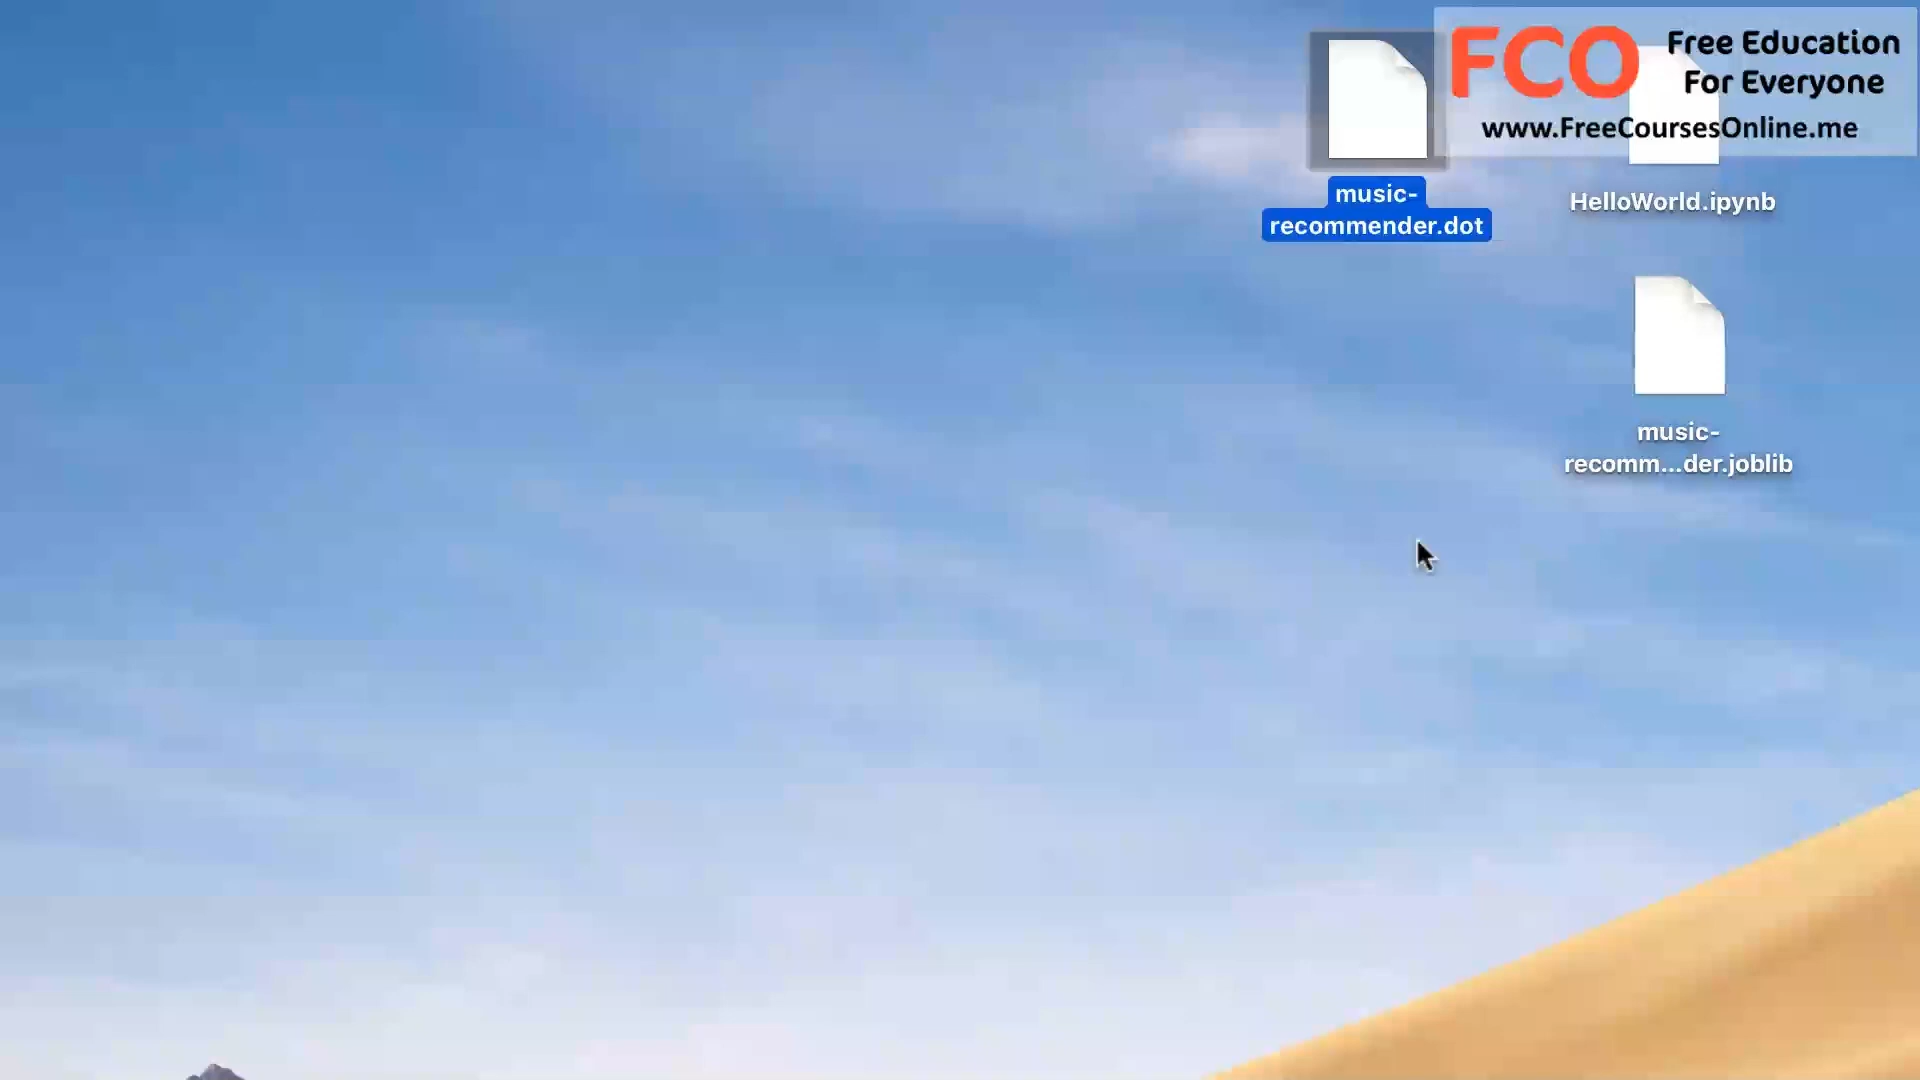 FCO
Free Education
For Everyone
www.FreeCoursesOnline.me
music-
recommender.dot
HelloWorld.ipynb
music-
recomm...der.joblib